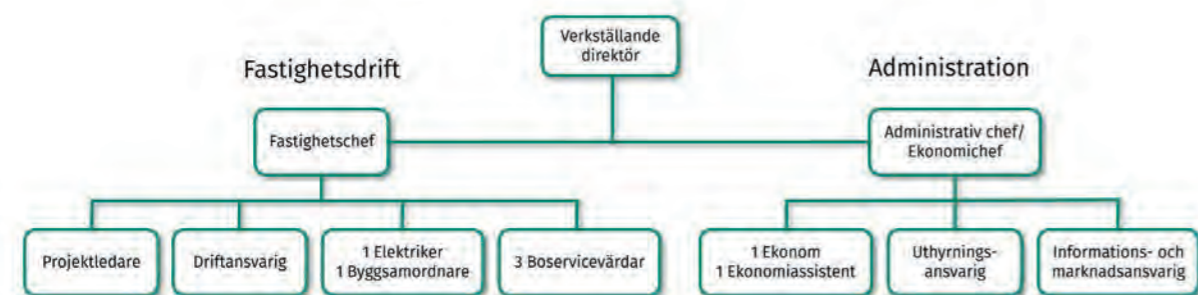 Verkställande
direktör
Fastighetsdrift
Administration
Fastighetschef
Administrativ chef/
Ekonomichef
Projektledare
Driftansvarig
1 Elektriker
1 Byggsamordnare
3 Boservicevärdar
1 Ekonom
1 Ekonomiassistent
Uthyrnings-
ansvarig
Informations- och
marknadsansvarig